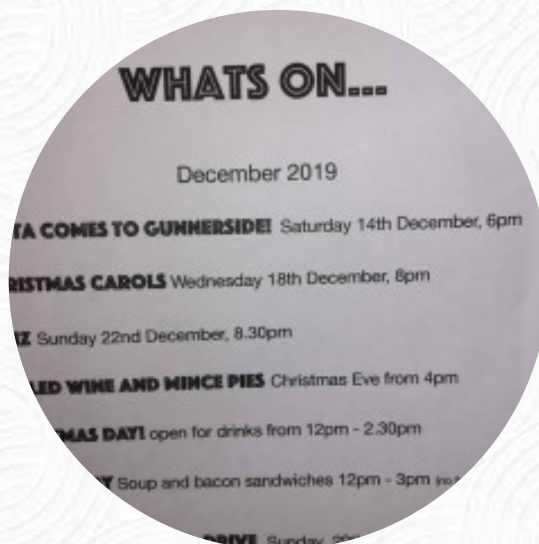 WHATS ON...
December 2019
TA COMES TO GUNNERSIDE! Saturday 14th December, 6pm
RISTMAS CAROLS Wednesday 18th December, 8pm
IZ Sunday 22nd December, 8.30pm
LED WINE AND MINCE PIES Christmas Eve from 4pm
MAS DAY! open for drinks from 12pm - 2.30pm
Y Soup and bacon sandwiches 12pm - 3pm
DRIVE Sunday